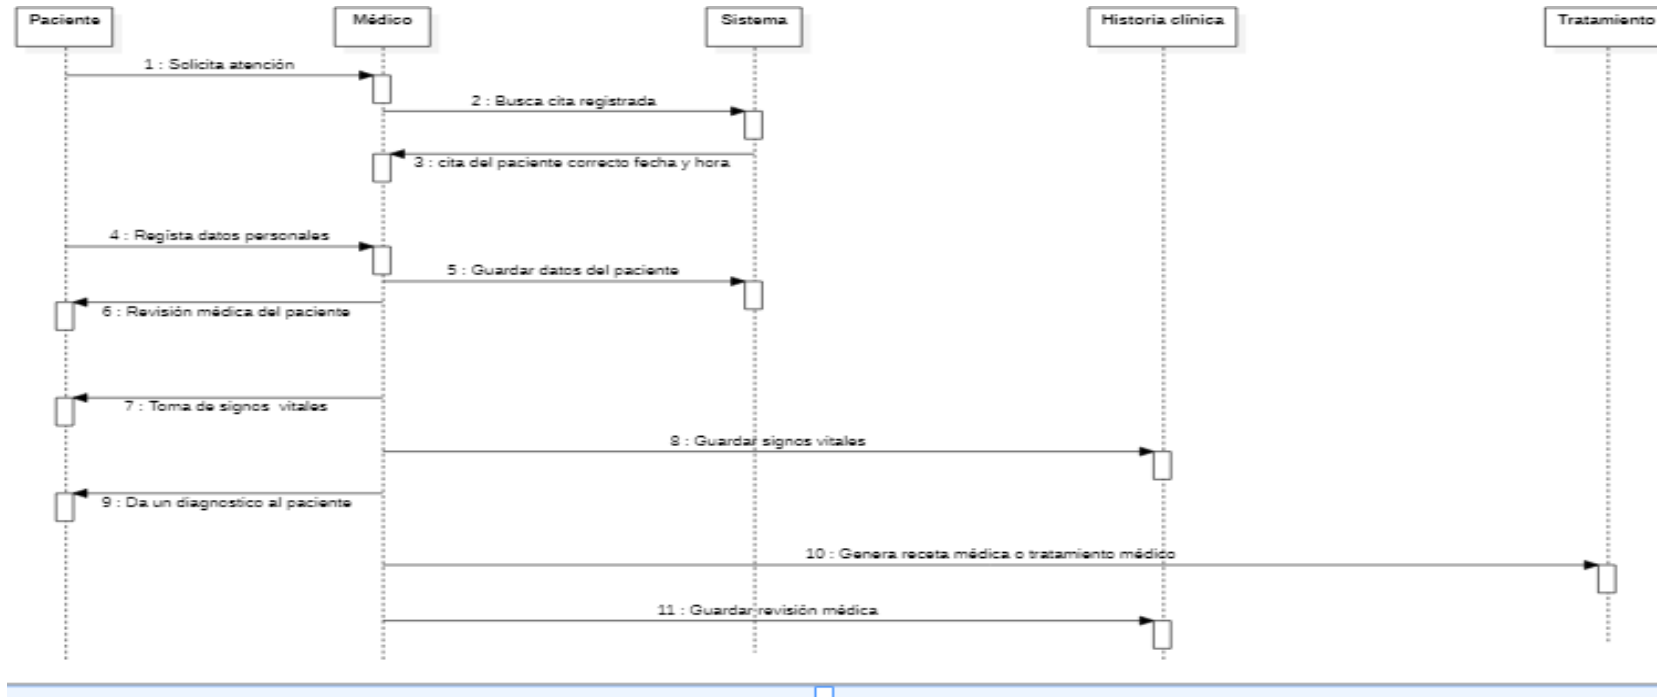 Paciente
Médico
Sistema
Historia clínica
Tratamiento
1 : Solicita atención
2 : Busca cita registrada
3 : cita del paciente correcto fecha y hora
4 : Regista datos personales
5 : Guardar datos del paciente
6 : Revisión médica del paciente
7 : Toma de signos vitales
8 : Guardar signos vitales
9 : Da un diagnostico al paciente
10 : Genera receta médica o tratamiento médico
11 : Guardar revisión médica